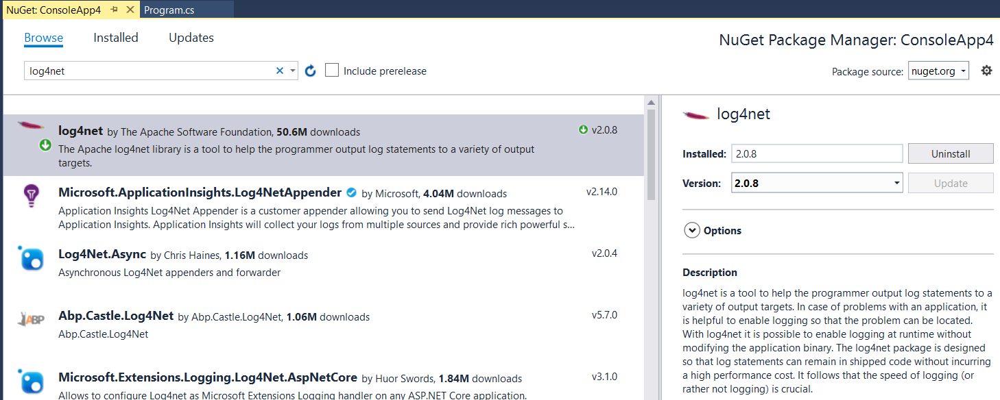 NuGet: ConsoleApp4 Program.cs
Browse Installed Updates
NuGet Package Manager: ConsoleApp4
log4net
Include prerelease
Package source: nuget.org
log4net by The Apache Software Foundation, 50.6M downloads v2.0.8
The Apache log4net library is a tool to help the programmer output log statements to a variety of output
targets.
Microsoft.ApplicationInsights.Log4NetAppender by Microsoft, 4.04M downloads v2.14.0
Application Insights Log4Net Appender is a customer appender allowing you to send Log4Net log messages to
Application Insights. Application Insights will collect your logs from multiple sources and provide rich powerful s...
Log4Net.Async by Chris Haines, 1.16M downloads v2.0.4
Asynchronous Log4Net appenders and forwarder
ABP
Abp.Castle.Log4Net by Abp.Castle.Log4Net, 1.06M downloads v5.7.0
Abp.Castle.Log4Net
Microsoft.Extensions.Logging.Log4Net.AspNetCore by Huor Swords, 1.84M downloads v3.1.0
Allows to configure Log4net as Microsoft Extensions Logging handler on any ASP.NET Core application.
log4net
Installed: 2.0.8 Uninstall
Version: 2.0.8 Update
Options
Description
log4net is a tool to help the programmer output log statements to a
variety of output targets. In case of problems with an application, it
is helpful to enable logging so that the problem can be located.
With log4net it is possible to enable logging at runtime without
modifying the application binary. The log4net package is designed
so that log statements can remain in shipped code without incurring
a high performance cost. It follows that the speed of logging (or
rather not logging) is crucial.